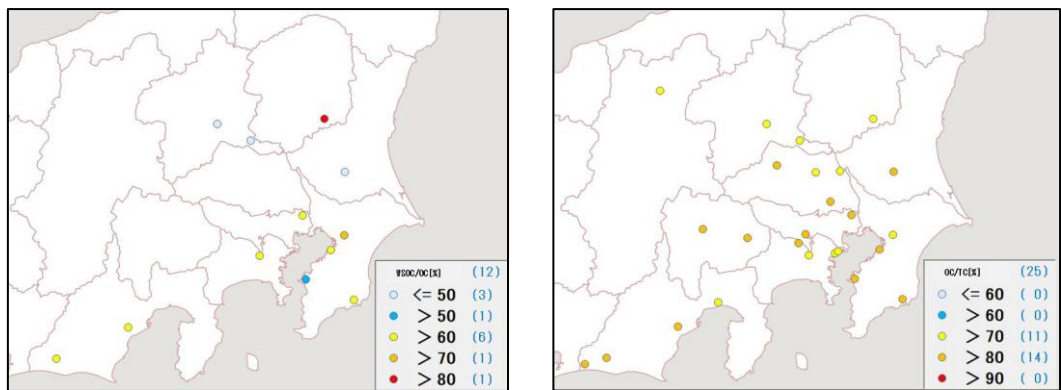 WSOC/OC[%] (12)
<= 50 (3)
> 50 (1)
> 60 (6)
> 70 (1)
> 80 (1)
OC/TC[%] (25)
<= 60 ( 0)
> 60 ( 0)
> 70 (11)
> 80 (14)
> 90 ( 0)